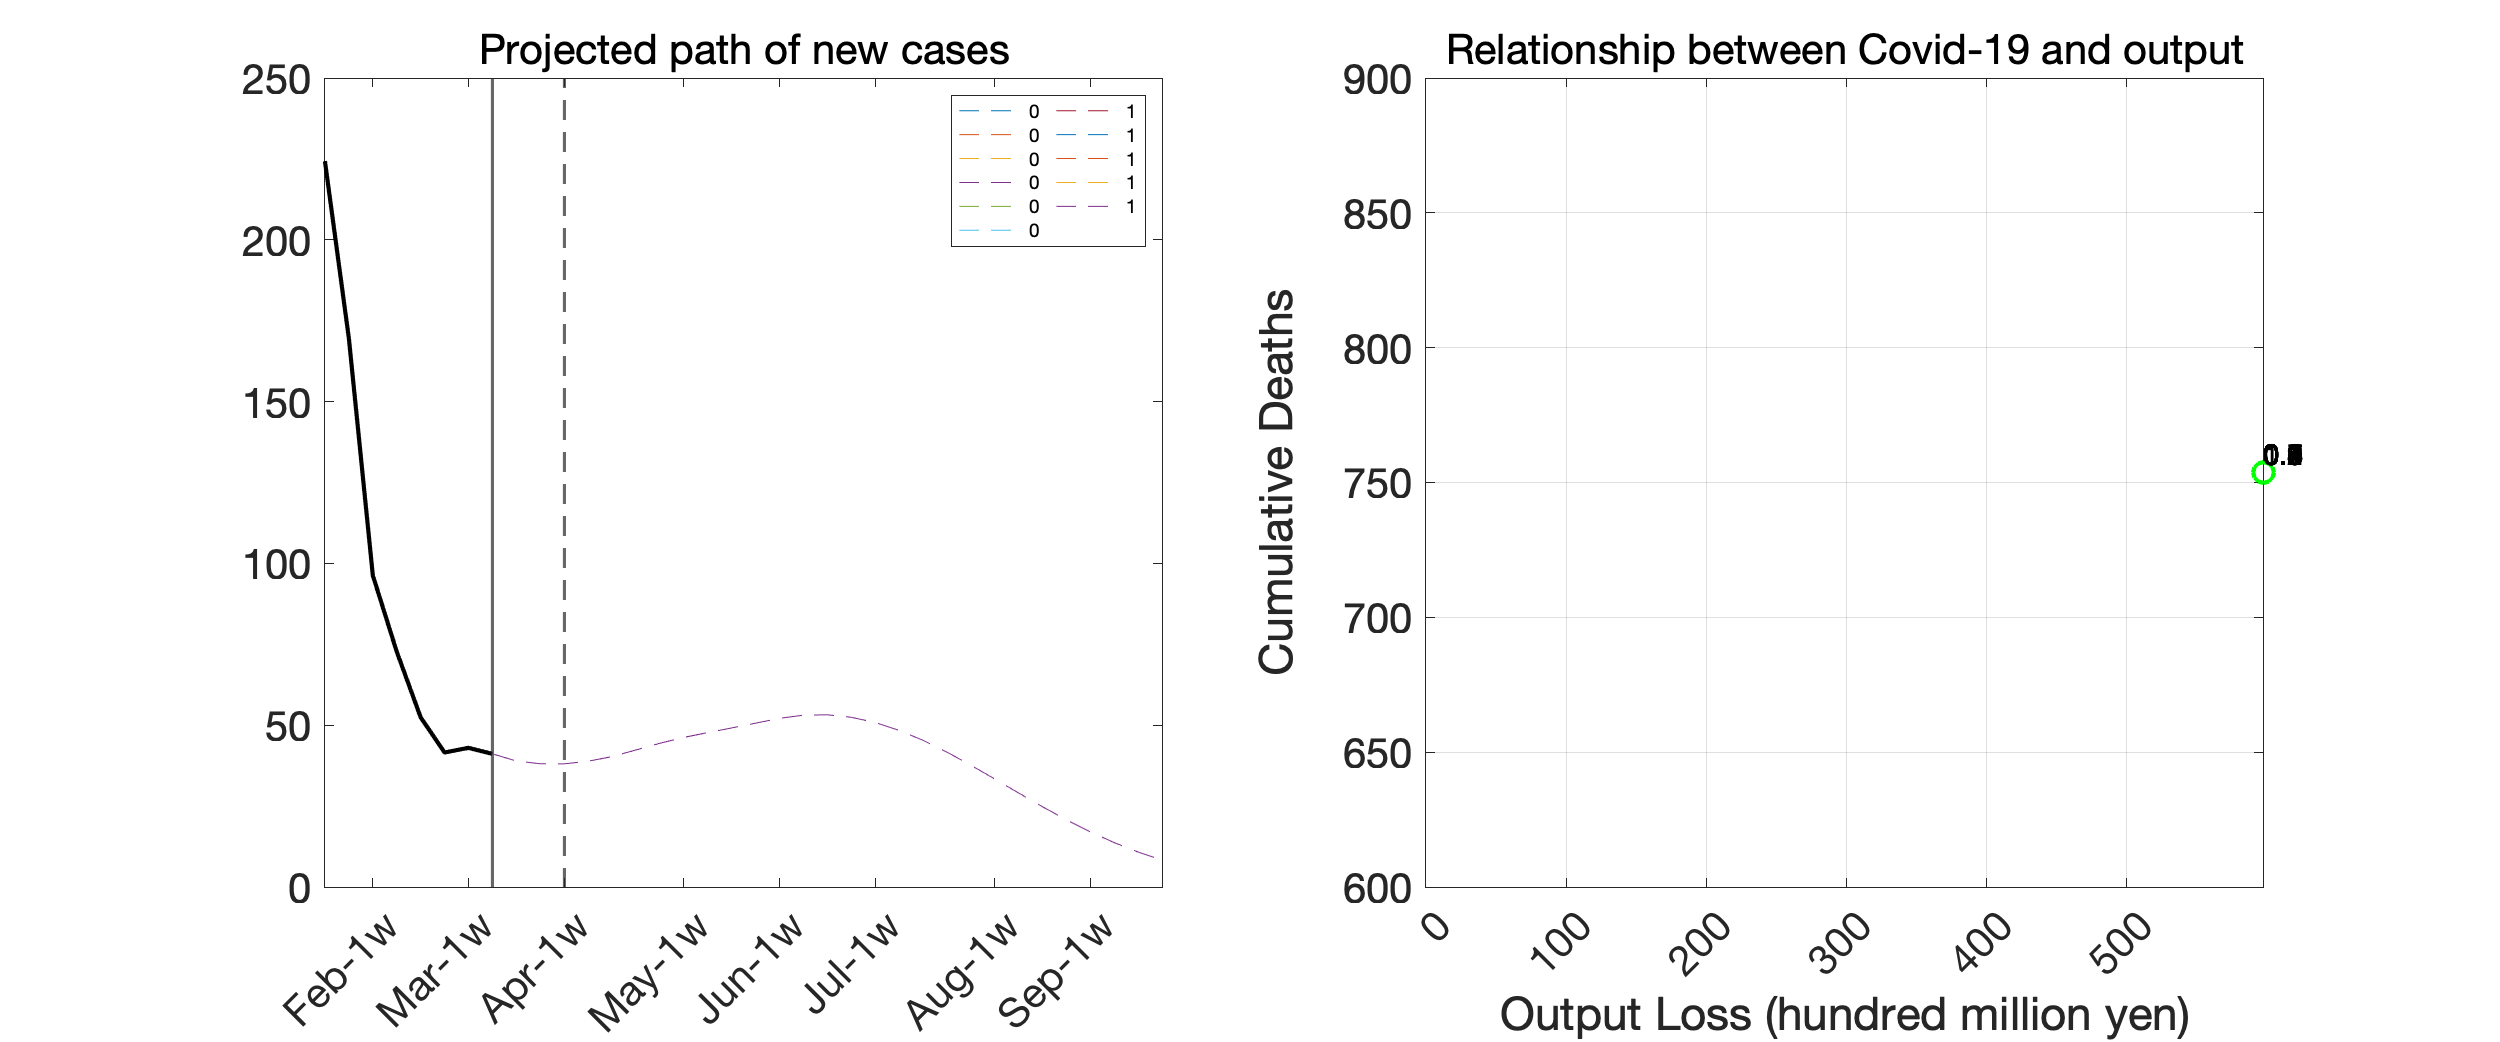 Projected path of new cases
250
200
150
100
50
0
0 1
0 1
0 1
0 1
0 1
0
Feb-1w
Mar-1w
Apr-1w
May-1w
Jun-1w
Jul-1w
Aug-1w
Sep-1w
Relationship between Covid-19 and output
Cumulative Deaths
900
850
800
750
700
650
600
0
100
200
300
400
500
Output Loss (hundred million yen)